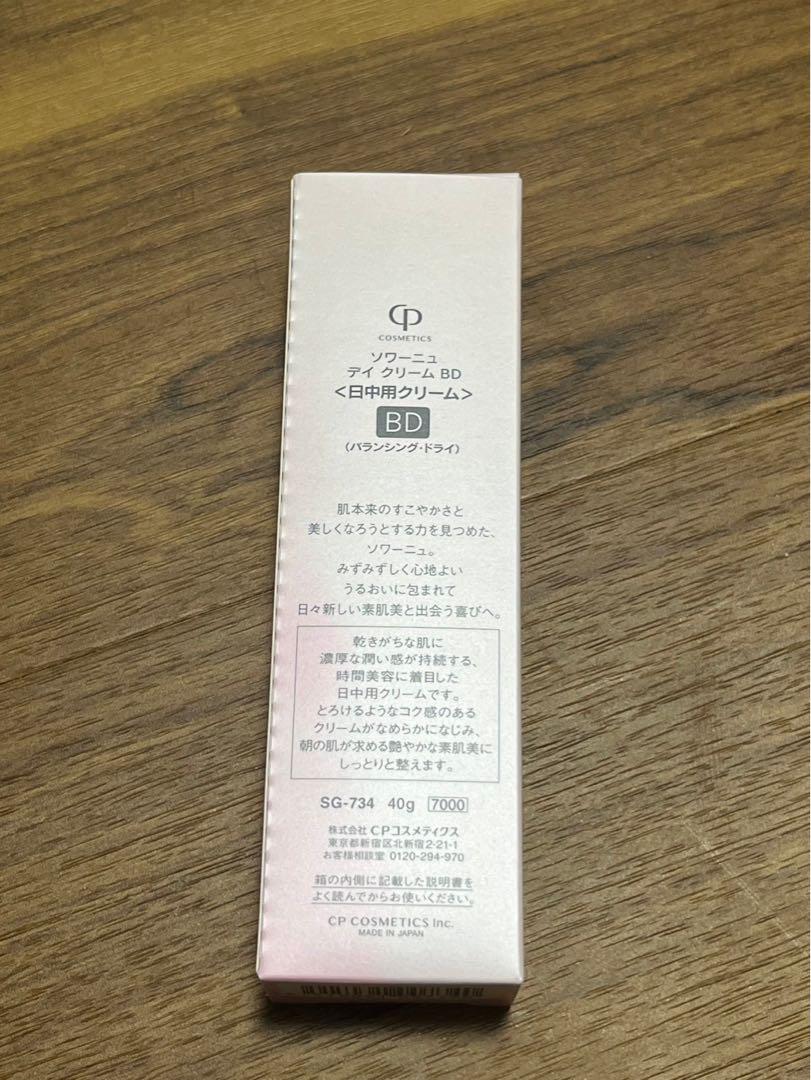 CP
COSMETICS
ソワーニュ
デイ クリーム BD
<日中用クリーム>
BD
(バランシング・ドライ)
肌本来のすこやかさと
美しくなろうとする力を見つめた、
ソワーニュ。
みずみずしく心地よい
うるおいに包まれて
日々新しい素肌美と出会う喜びへ。
乾きがちな肌に
濃厚な潤い感が持続する、
時間美容に着目した
日中用クリームです。
とろけるようなコク感のある
クリームがなめらかになじみ、
朝の肌が求める艶やかな素肌美に
しっとりと整えます。
SG-734 40g 7000
株式会社 CPコスメティクス
東京都新宿区北新宿2-21-1
お客様相談室 0120-294-970
箱の内側に記載した説明書を
よく読んでからお使いください。
CP COSMETICS Inc.
MADE IN JAPAN